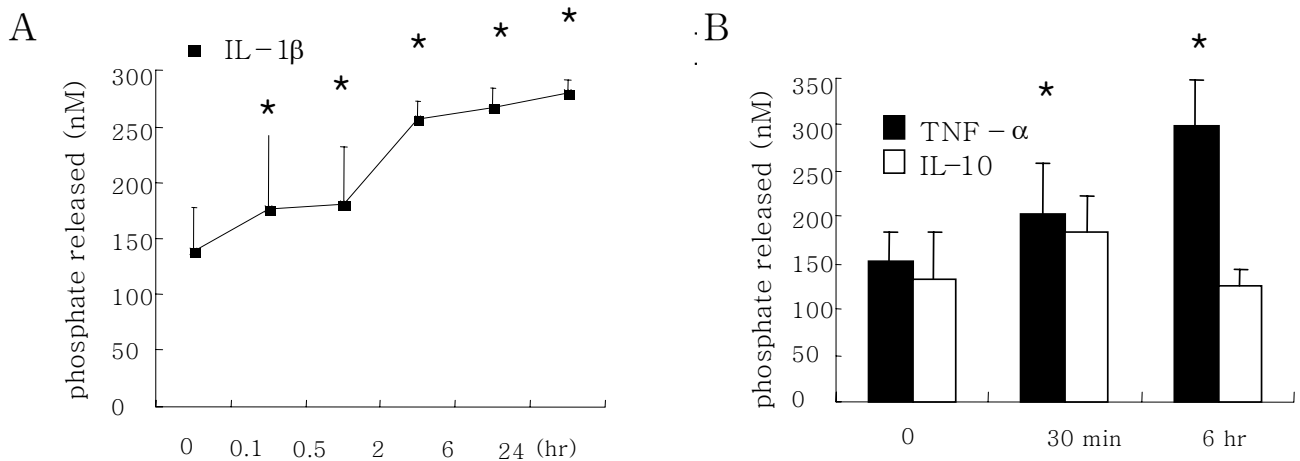 A
B
IL-1β
* * * * *
phosphate released (nM)
300
250
200
150
100
50
0
0 0.1 0.5 2 6 24 (hr)
* *
TNF-α
IL-10
phosphate released (nM)
350
300
250
200
150
100
50
0
0 30 min 6 hr